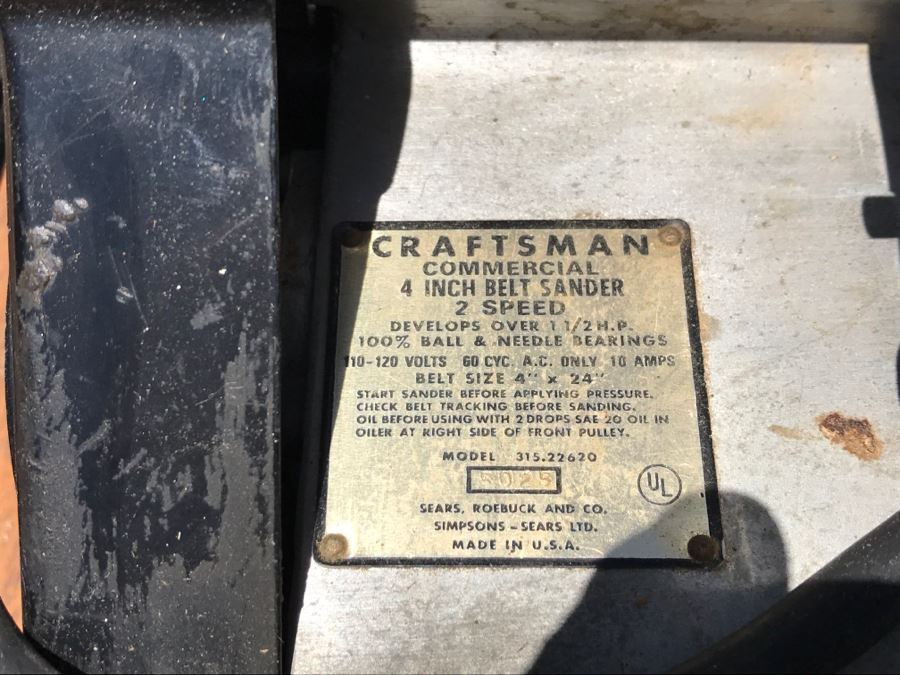 CRAFTSMAN
COMMERCIAL
4 INCH BELT SANDER
2 SPEED
DEVELOPS OVER 1 1/2 H.P.
100% BALL & NEEDLE BEARINGS
110-120 VOLTS 60 CYC. A.C. ONLY 10 AMPS
BELT SIZE 4" x 24"
START SANDER BEFORE APPLYING PRESSURE.
CHECK BELT TRACKING BEFORE SANDING.
OIL BEFORE USING WITH 2 DROPS SAE 20 OIL IN
OILER AT RIGHT SIDE OF FRONT PULLEY.
MODEL 315.22620
UL
SEARS, ROEBUCK AND CO.
SIMPSONS-SEARS LTD.
MADE IN U.S.A.